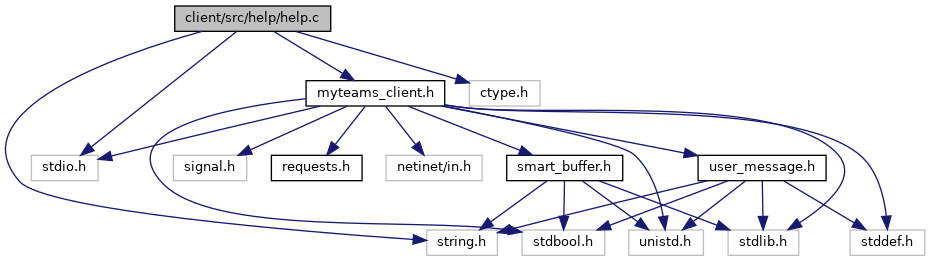 client/src/help/help.c
myteams_client.h
ctype.h
stdio.h
signal.h
requests.h
netinet/in.h
smart_buffer.h
user_message.h
string.h
stdbool.h
unistd.h
stdlib.h
stddef.h